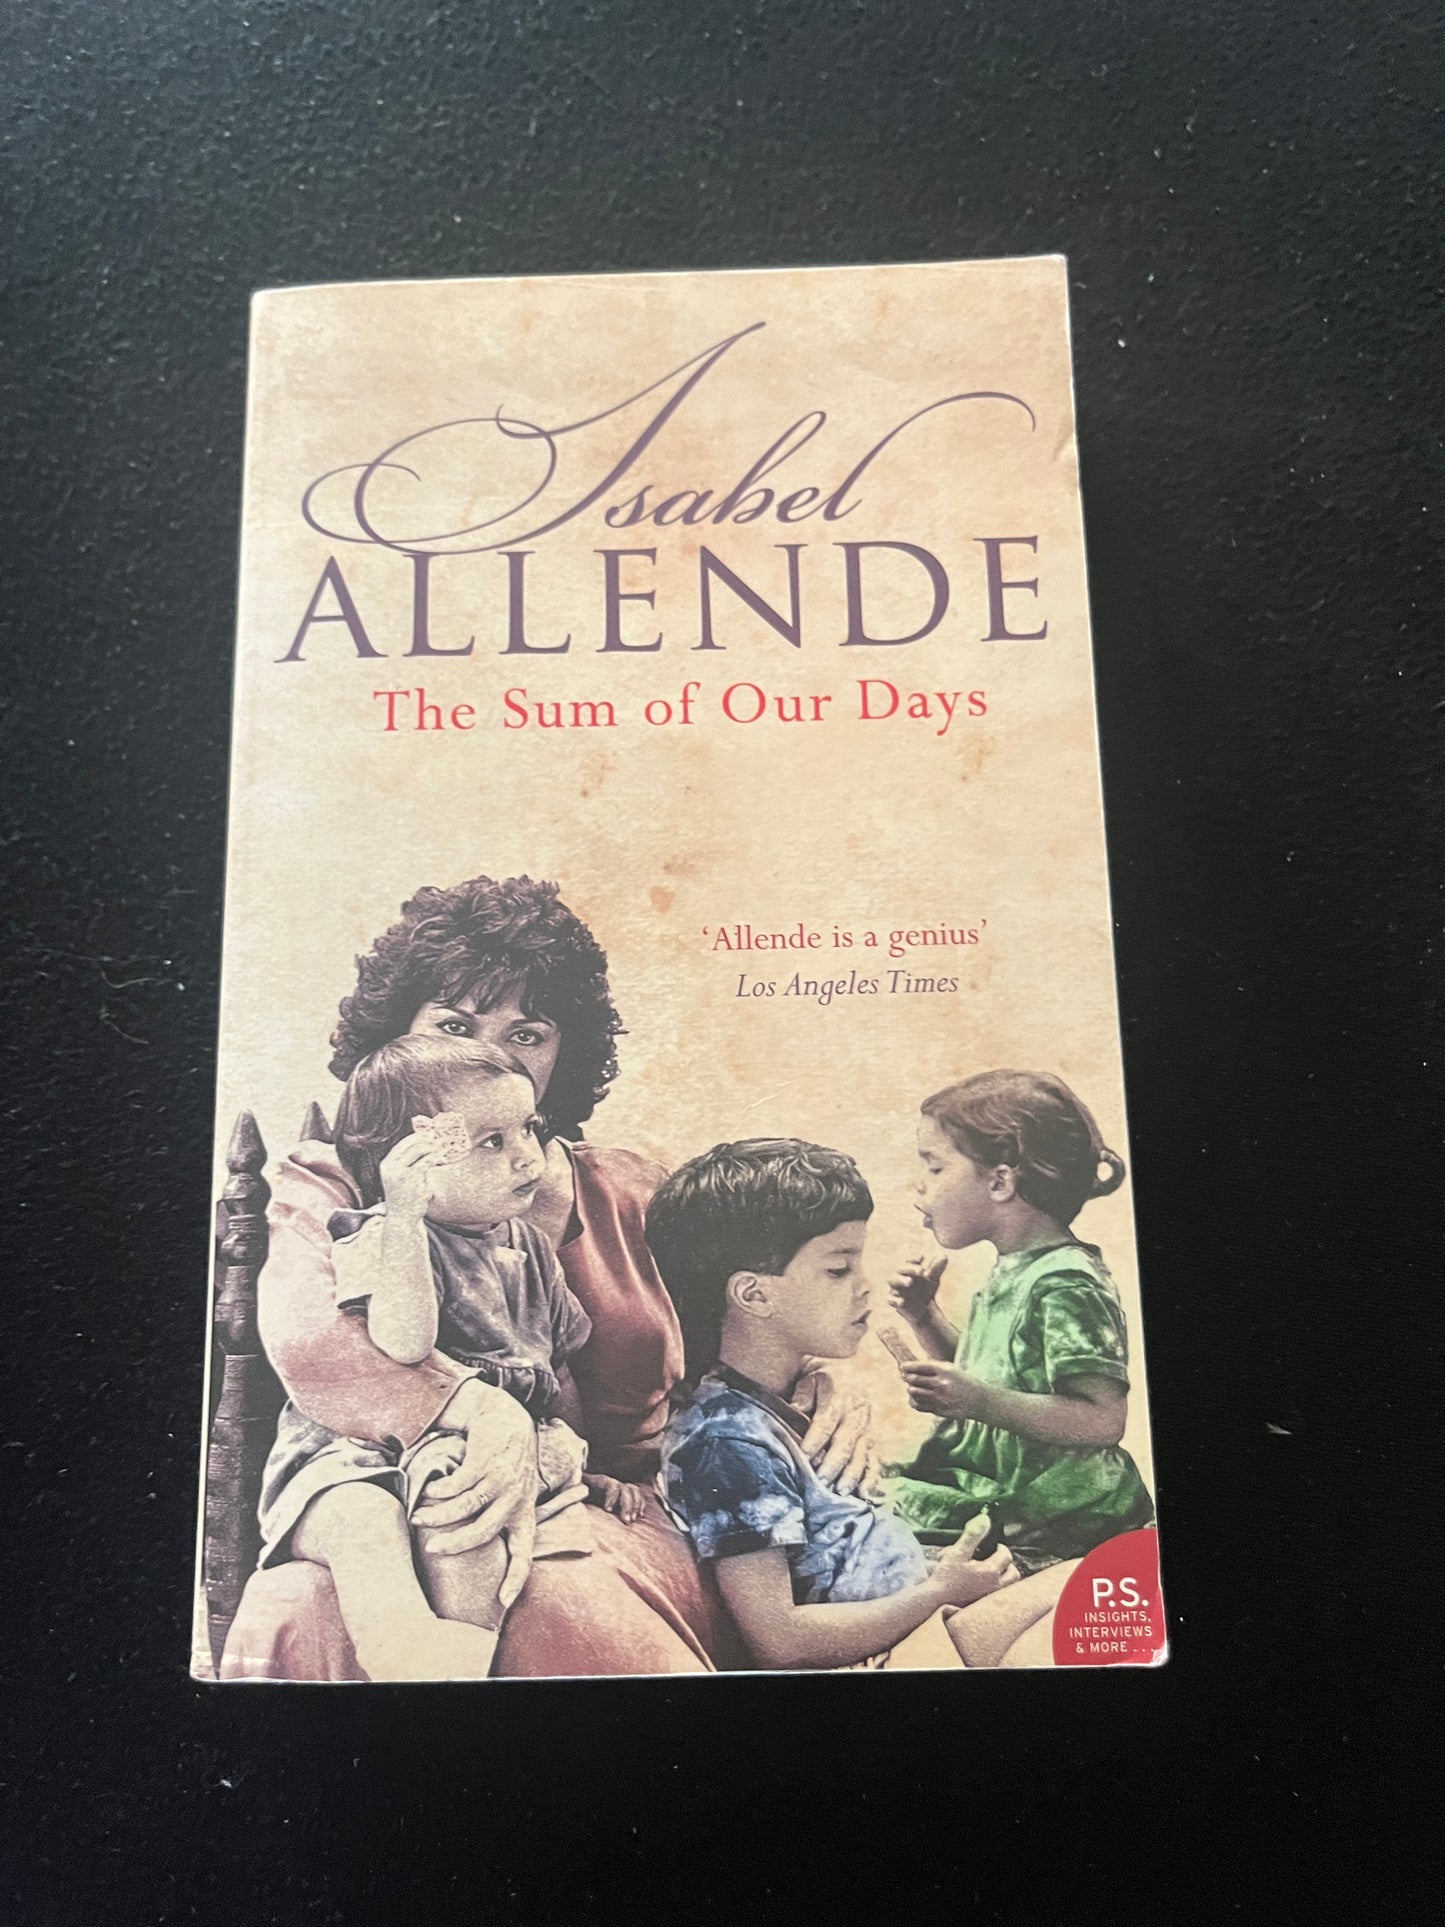 Isabel
ALLENDE
The Sum of Our Days
‘Allende is a genius’
Los Angeles Times
P.S.
INSIGHTS,
INTERVIEWS
& MORE . . .